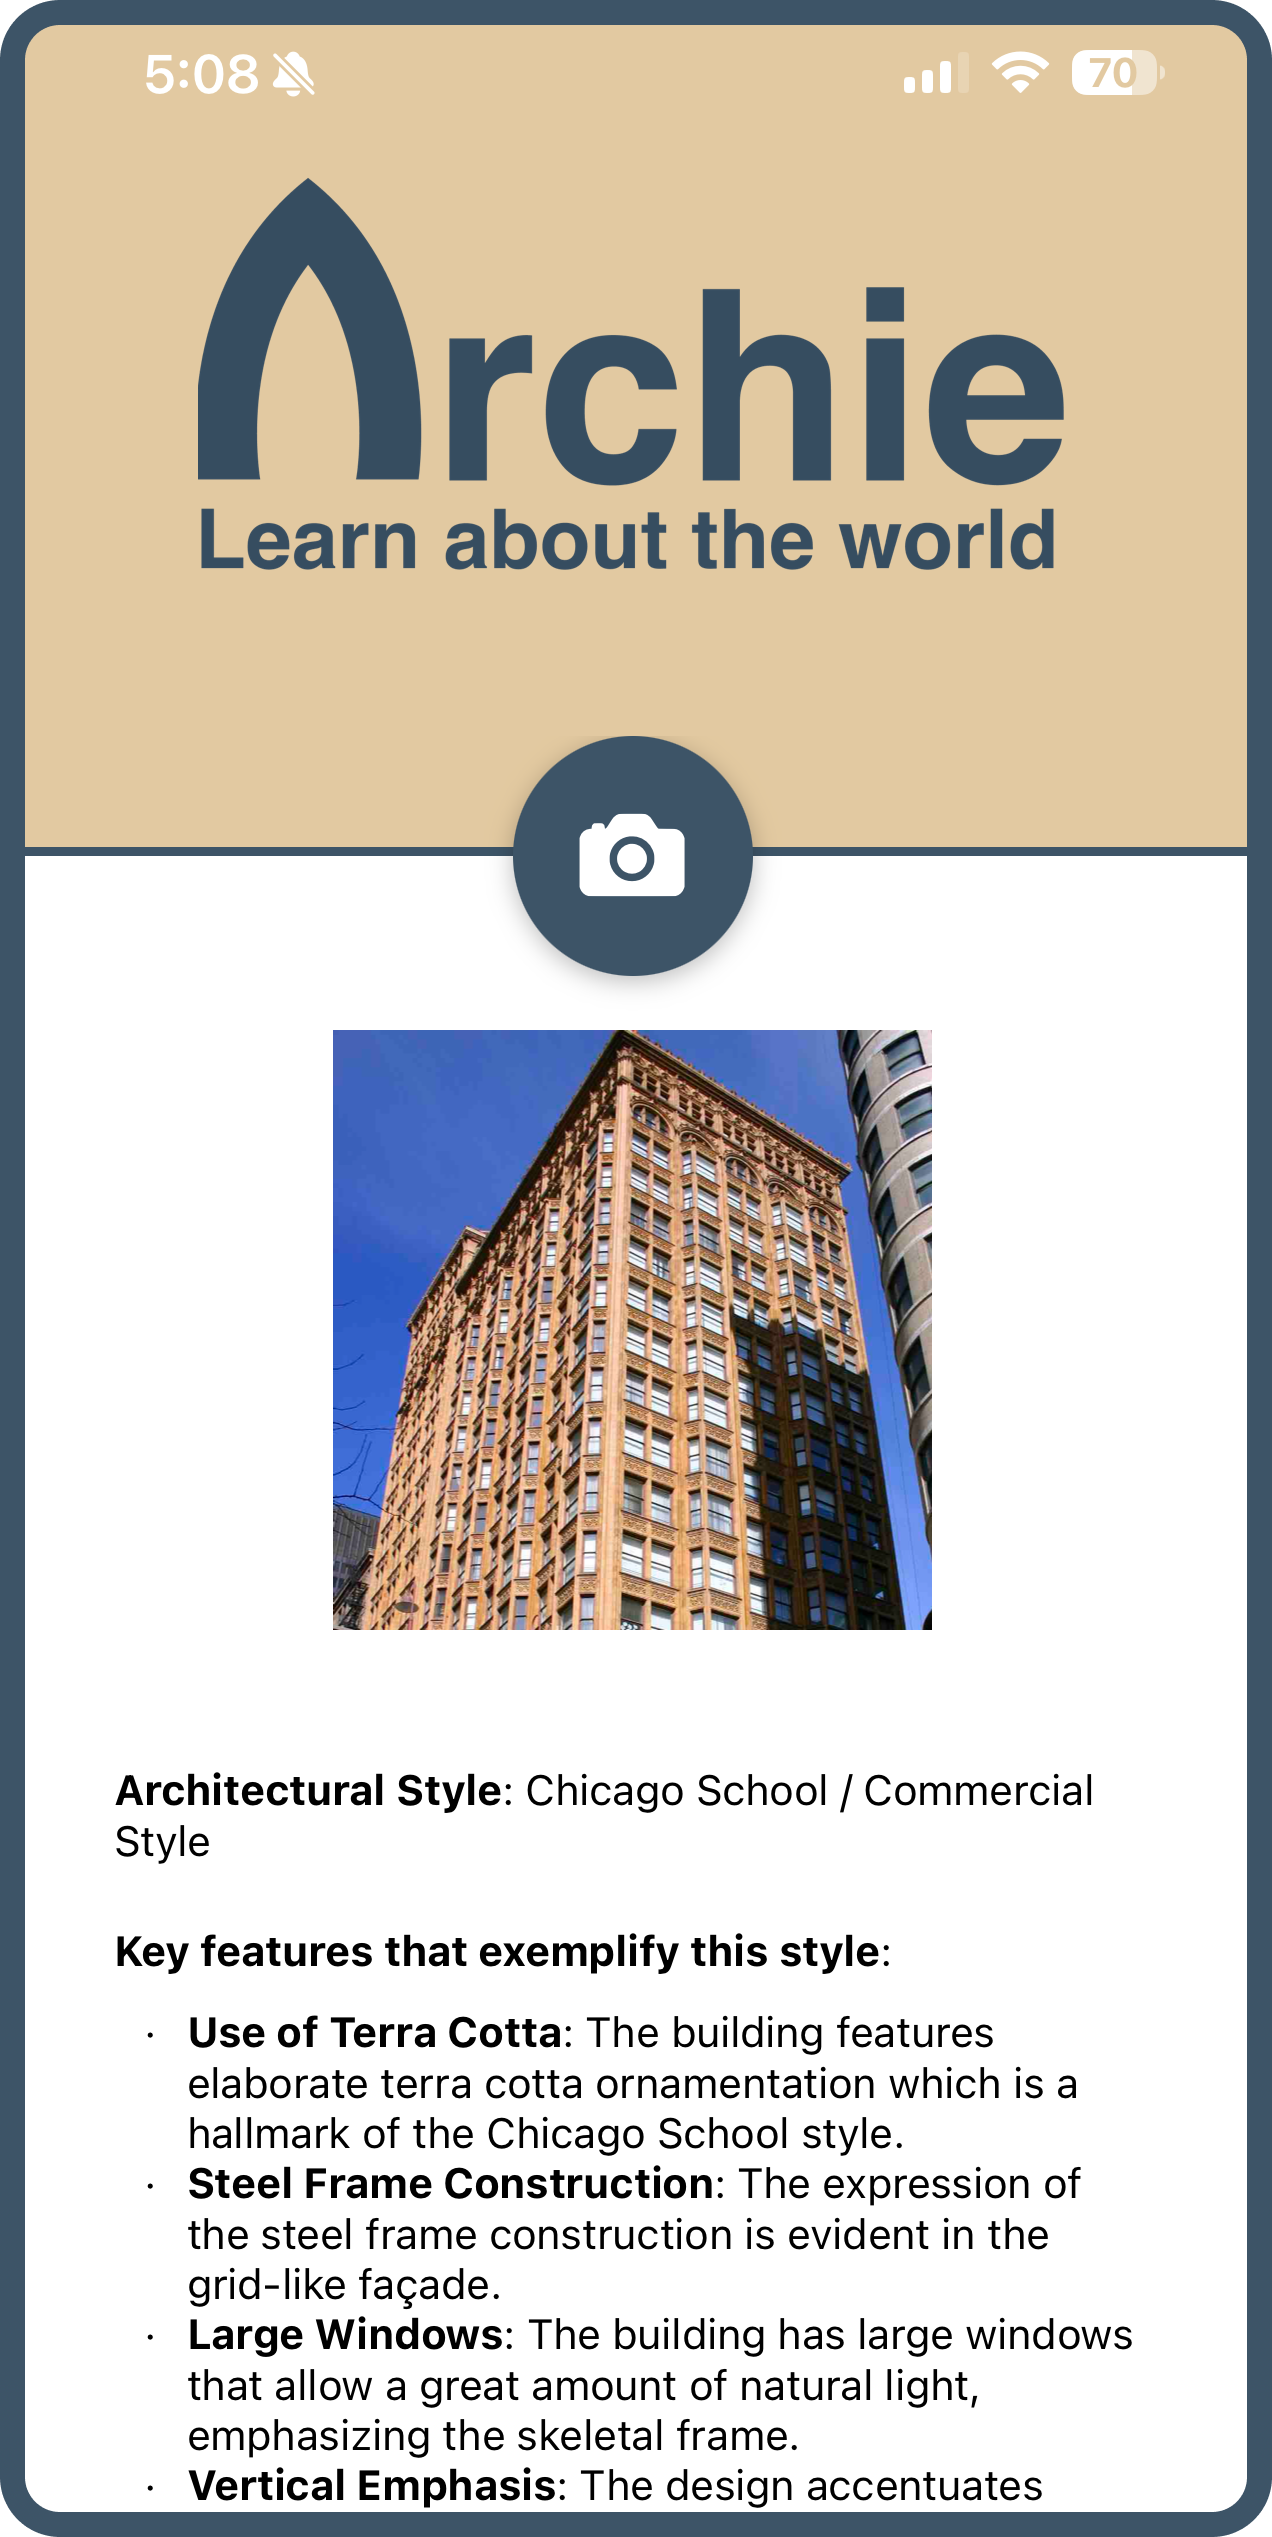 5:08
70
Archie
Learn about the world
Architectural Style: Chicago School / Commercial
Style
Key features that exemplify this style:
· Use of Terra Cotta: The building features
elaborate terra cotta ornamentation which is a
hallmark of the Chicago School style.
· Steel Frame Construction: The expression of
the steel frame construction is evident in the
grid-like façade.
· Large Windows: The building has large windows
that allow a great amount of natural light,
emphasizing the skeletal frame.
· Vertical Emphasis: The design accentuates